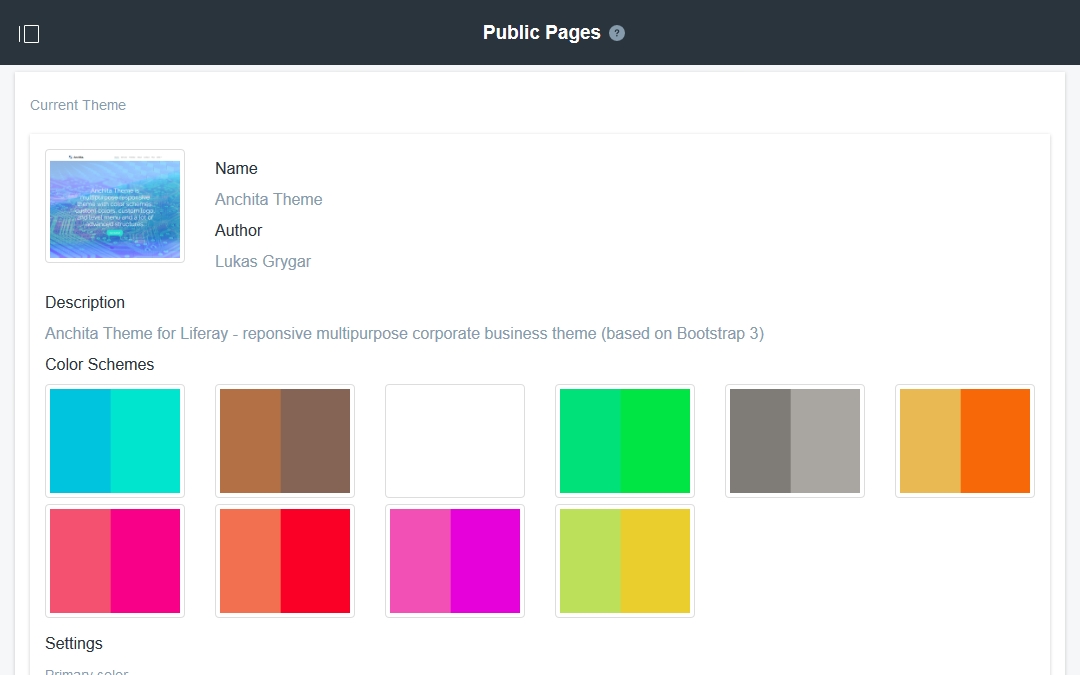 Public Pages ?
Current Theme
Anchita Theme is
multipurpose responsive
theme with color schemes,
custom colors, custom logo,
and level menu and a lot of
advanced structures.
Name
Anchita Theme
Author
Lukas Grygar
Description
Anchita Theme for Liferay - reponsive multipurpose corporate business theme (based on Bootstrap 3)
Color Schemes
Settings
Primary color